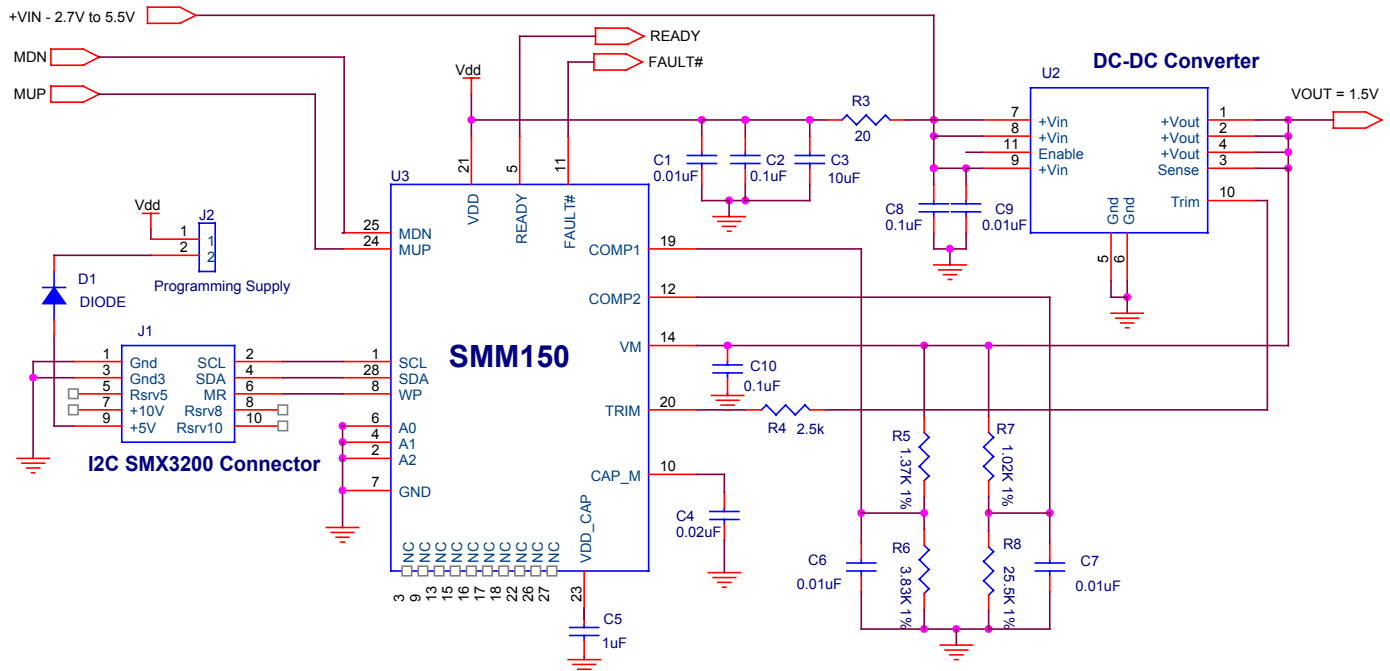 +VIN - 2.7V to 5.5V
MDN
MUP
READY
FAULT#
Vdd
DC-DC Converter
U2
VOUT = 1.5V
R3
20
7 +Vin
8 +Vin
11 Enable
9 +Vin
+Vout 1
+Vout 2
+Vout 4
Sense 3
Trim 10
Gnd 5
Gnd 6
C1
0.01uF
C2
0.1uF
C3
10uF
C8
0.1uF
C9
0.01uF
U3
21 VDD
5 READY
11 FAULT#
25 MDN
24 MUP
Vdd
J2
1 1
2 2
Programming Supply
D1
DIODE
J1
1 Gnd
3 Gnd3
5 Rsrv5
7 +10V
9 +5V
SCL 2
SDA 4
MR 6
Rsrv8 8
Rsrv10 10
I2C SMX3200 Connector
1 SCL
28 SDA
8 WP
6 A0
4 A1
2 A2
7 GND
SMM150
COMP1 19
COMP2 12
VM 14
TRIM 20
CAP_M 10
VDD_CAP 23
NC 3
NC 9
NC 13
NC 15
NC 16
NC 17
NC 18
NC 22
NC 26
NC 27
C10
0.1uF
R4 2.5k
R5
1.37K 1%
R7
1.02K 1%
C4
0.02uF
C6
0.01uF
R6
3.83K 1%
R8
25.5K 1%
C7
0.01uF
C5
1uF